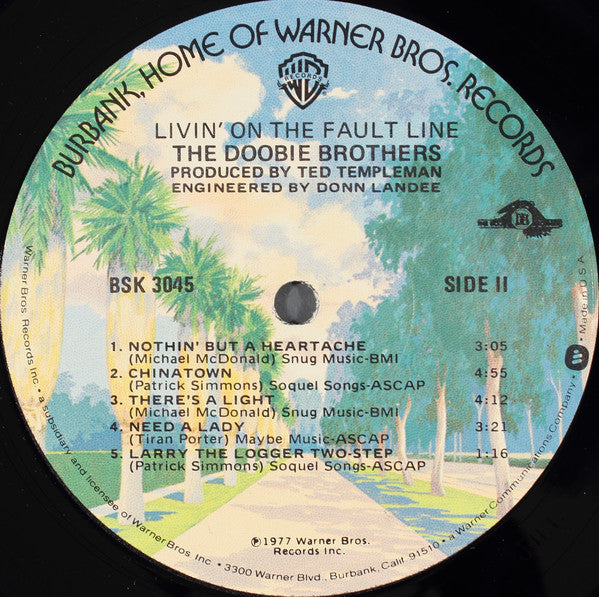 BURBANK, HOME OF WARNER BROS. RECORDS
WB
RECORDS
LIVIN' ON THE FAULT LINE
THE DOOBIE BROTHERS
PRODUCED BY TED TEMPLEMAN
ENGINEERED BY DONN LANDEE
BSK 3045
SIDE II
1. NOTHIN' BUT A HEARTACHE 3:05
(Michael McDonald) Snug Music-BMI
2. CHINATOWN 4:55
(Patrick Simmons) Soquel Songs-ASCAP
3. THERE'S A LIGHT 4:12
(Michael McDonald) Snug Music-BMI
4. NEED A LADY 3:21
(Tiran Porter) Maybe Music-ASCAP
5. LARRY THE LOGGER TWO-STEP 1:16
(Patrick Simmons) Soquel Songs-ASCAP
℗1977 Warner Bros.
Records Inc.
Warner Bros. Records Inc. • a subsidiary and licensee of Warner Bros. Inc. • 3300 Warner Blvd., Burbank, Calif. 91510 • a Warner Communications Company • Made in U.S.A.